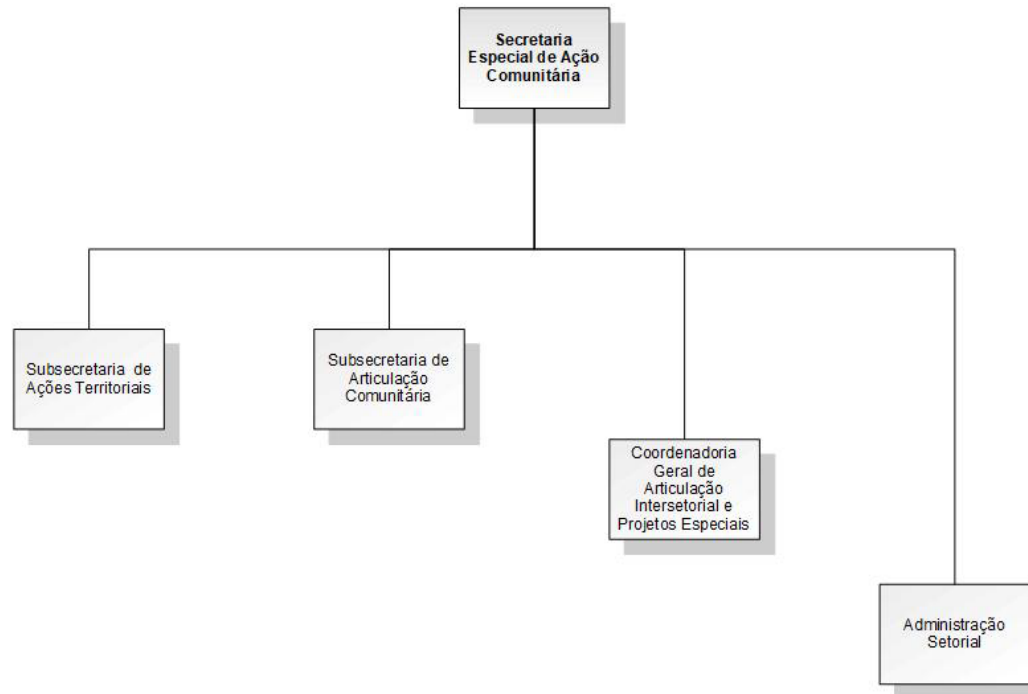 Secretaria
Especial de Ação
Comunitária
Subsecretaria de
Ações Territoriais
Subsecretaria de
Articulação
Comunitária
Coordenadoria
Geral de
Articulação
Intersetorial e
Projetos Especiais
Administração
Setorial